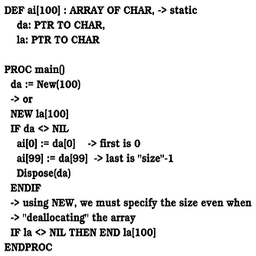 DEF ai[100] : ARRAY OF CHAR, -> static
da: PTR TO CHAR,
la: PTR TO CHAR
PROC main()
da := New(100)
-> or
NEW la[100]
IF da <> NIL
ai[0] := da[0] -> first is 0
ai[99] := da[99] -> last is "size"-1
Dispose(da)
ENDIF
-> using NEW, we must specify the size even when
-> "deallocating" the array
IF la <> NIL THEN END la[100]
ENDPROC